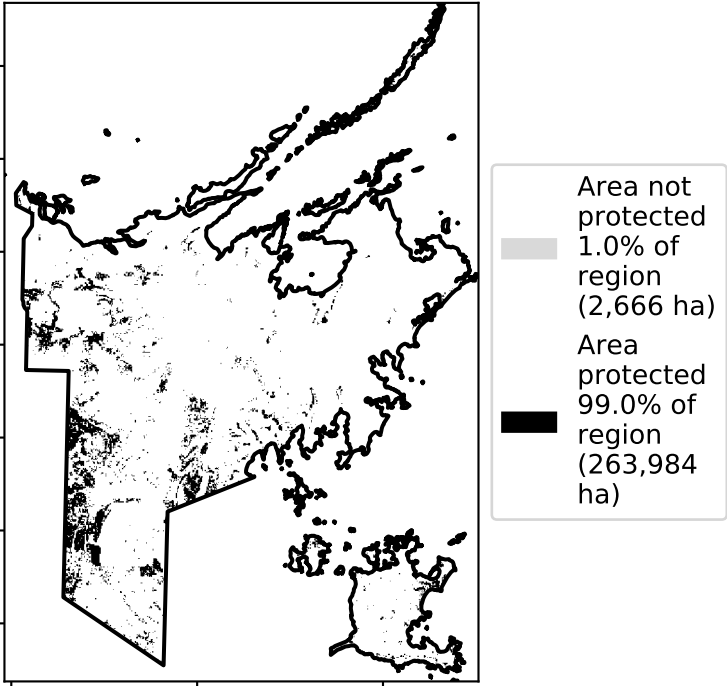 Area not
protected
1.0% of
region
(2,666 ha)
Area
protected
99.0% of
region
(263,984
ha)